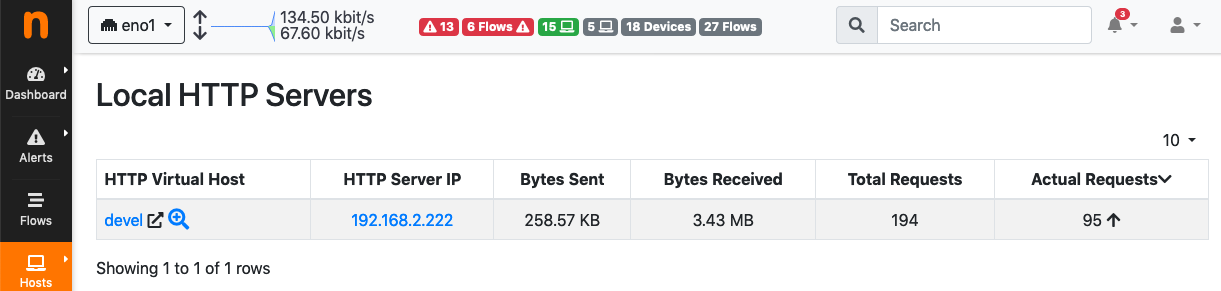 n
eno1
134.50 kbit/s
67.60 kbit/s
13
6 Flows
15
5
18 Devices
27 Flows
Search
3
Dashboard
Alerts
Flows
Hosts
Local HTTP Servers
10
HTTP Virtual Host HTTP Server IP Bytes Sent Bytes Received Total Requests Actual Requests
devel 192.168.2.222 258.57 KB 3.43 MB 194 95
Showing 1 to 1 of 1 rows